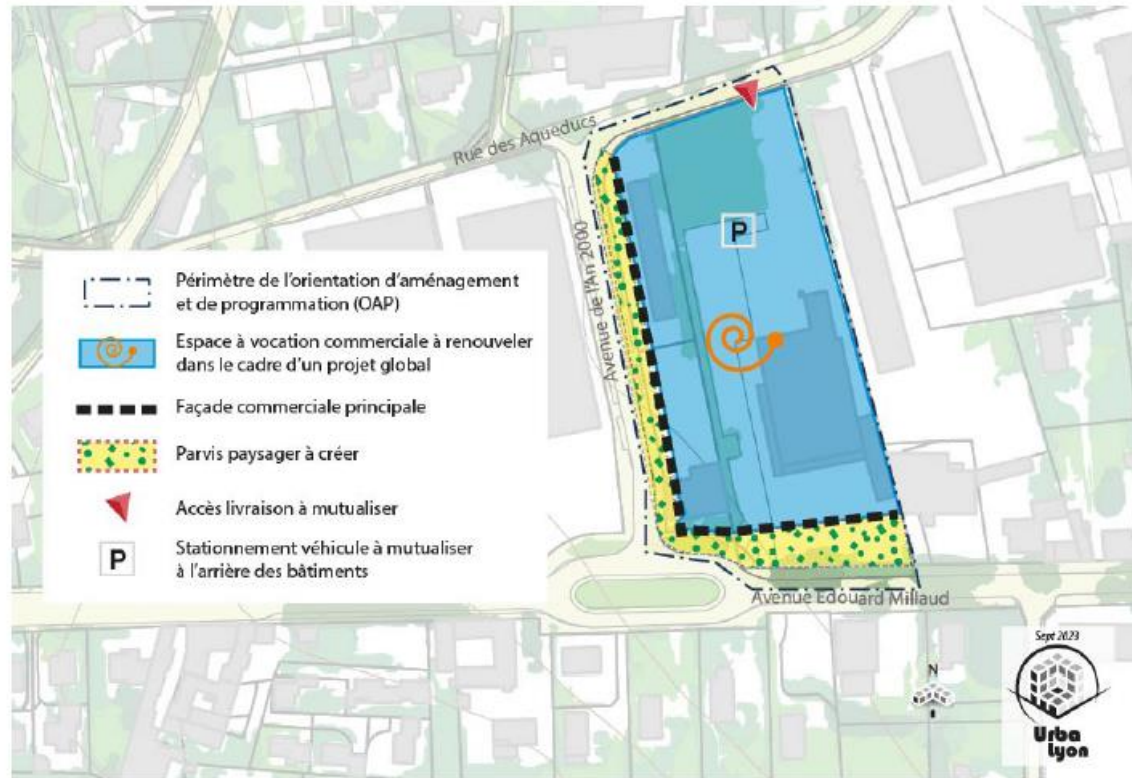 Rue des Aqueducs
Avenue de l'An 2000
P
Périmètre de l'orientation d'aménagement
et de programmation (OAP)
Espace à vocation commerciale à renouveler
dans le cadre d'un projet global
Façade commerciale principale
Parvis paysager à créer
Accès livraison à mutualiser
P
Stationnement véhicule à mutualiser
à l'arrière des bâtiments
Avenue Edouard Millaud
N
Sept 2023
Urba
lyon